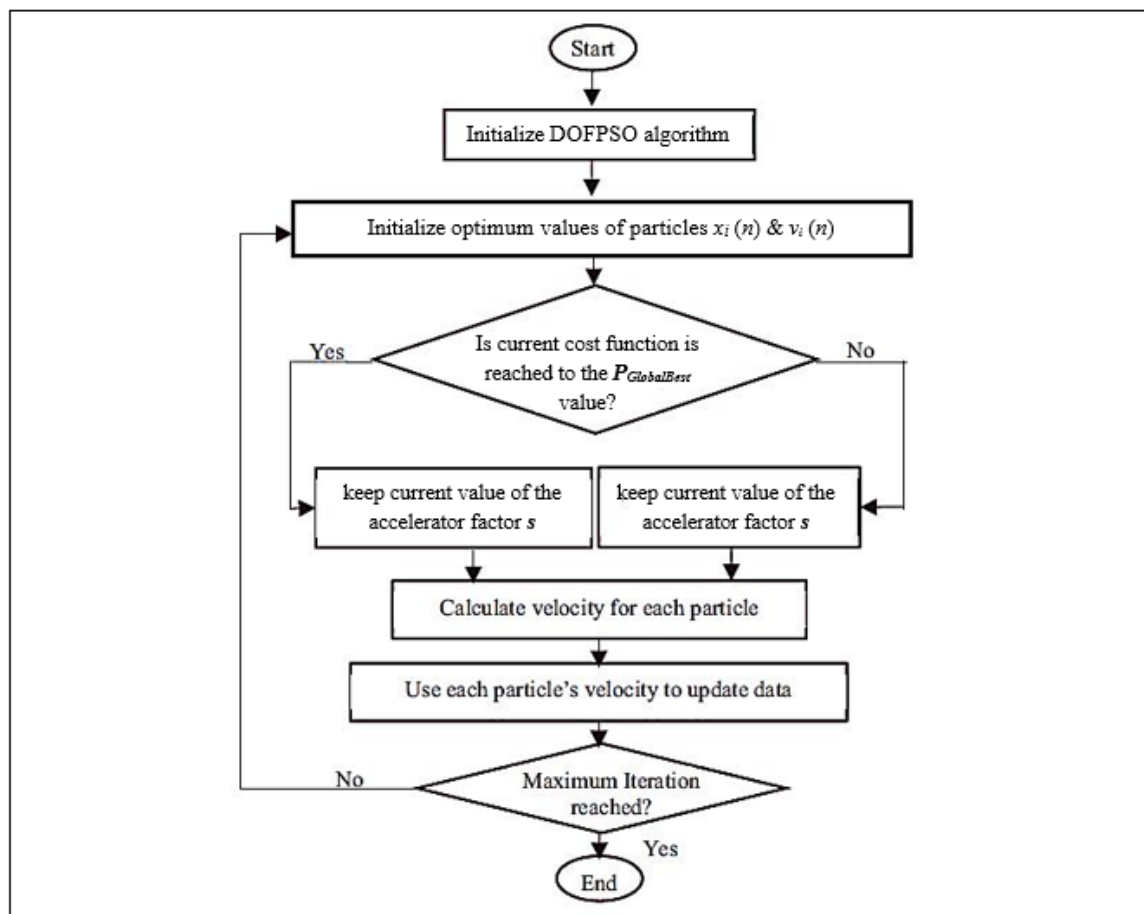 Start
Initialize DOFPSO algorithm
Initialize optimum values of particles xi (n) & vi (n)
Yes
Is current cost function is
reached to the PGlobalBest
value?
No
keep current value of the
accelerator factor s
keep current value of the
accelerator factor s
Calculate velocity for each particle
Use each particle’s velocity to update data
No
Maximum Iteration
reached?
Yes
End